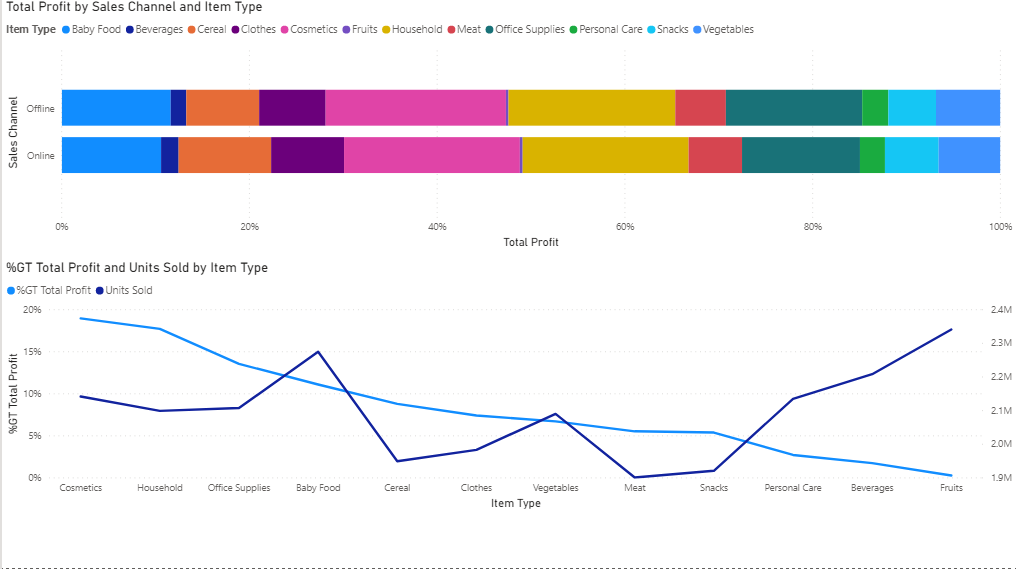 Total Profit by Sales Channel and Item Type
Item Type Baby Food Beverages Cereal Clothes Cosmetics Fruits Household Meat Office Supplies Personal Care Snacks Vegetables
Sales Channel
Offline
Online
0% 20% 40% 60% 80% 100%
Total Profit
%GT Total Profit and Units Sold by Item Type
%GT Total Profit Units Sold
%GT Total Profit
20%
15%
10%
5%
0%
2.4M
2.3M
2.2M
2.1M
2.0M
1.9M
Cosmetics Household Office Supplies Baby Food Cereal Clothes Vegetables Meat Snacks Personal Care Beverages Fruits
Item Type